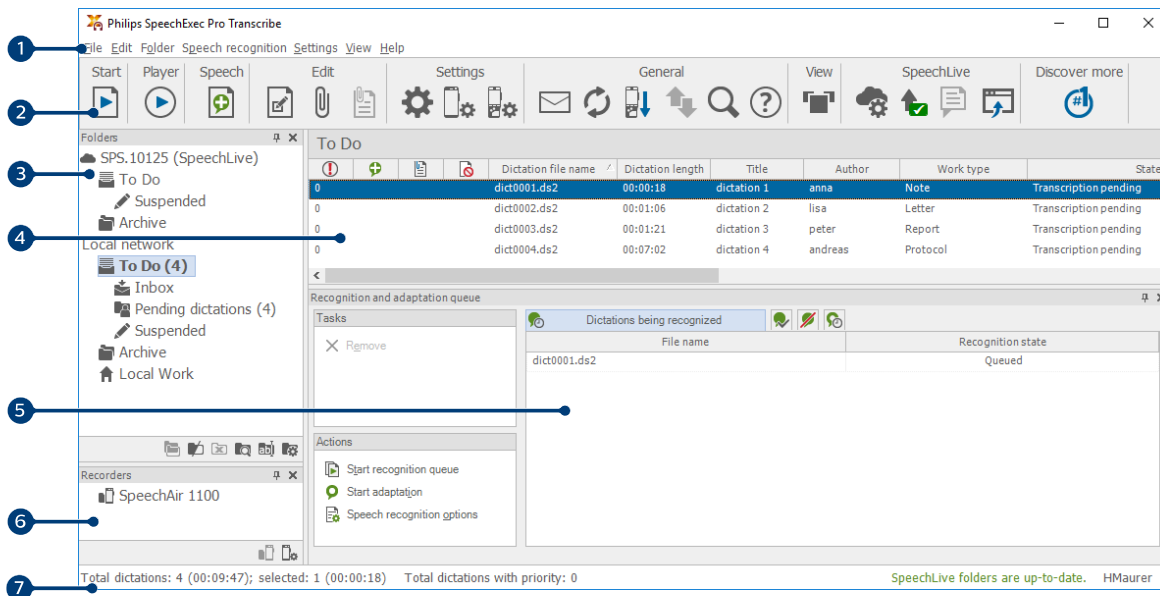 Philips SpeechExec Pro Transcribe
1
File Edit Folder Speech recognition Settings View Help
Start Player Speech Edit Settings General View SpeechLive Discover more
#1
2
Folders
SPS.10125 (SpeechLive)
3
To Do
Suspended
Archive
Local network
To Do (4)
Inbox
Pending dictations (4)
Suspended
Archive
Local Work
To Do
Dictation file name Dictation length Title Author Work type State
0 dict0001.ds2 00:00:18 dictation 1 anna Note Transcription pending
0 dict0002.ds2 00:01:06 dictation 2 lisa Letter Transcription pending
0 dict0003.ds2 00:01:21 dictation 3 peter Report Transcription pending
4
0 dict0004.ds2 00:07:02 dictation 4 andreas Protocol Transcription pending
Recognition and adaptation queue
Tasks
Remove
Dictations being recognized
File name Recognition state
dict0001.ds2 Queued
5
Actions
Start recognition queue
Start adaptation
Speech recognition options
Recorders
SpeechAir 1100
6
Total dictations: 4 (00:09:47); selected: 1 (00:00:18) Total dictations with priority: 0 SpeechLive folders are up-to-date. HMaurer
7